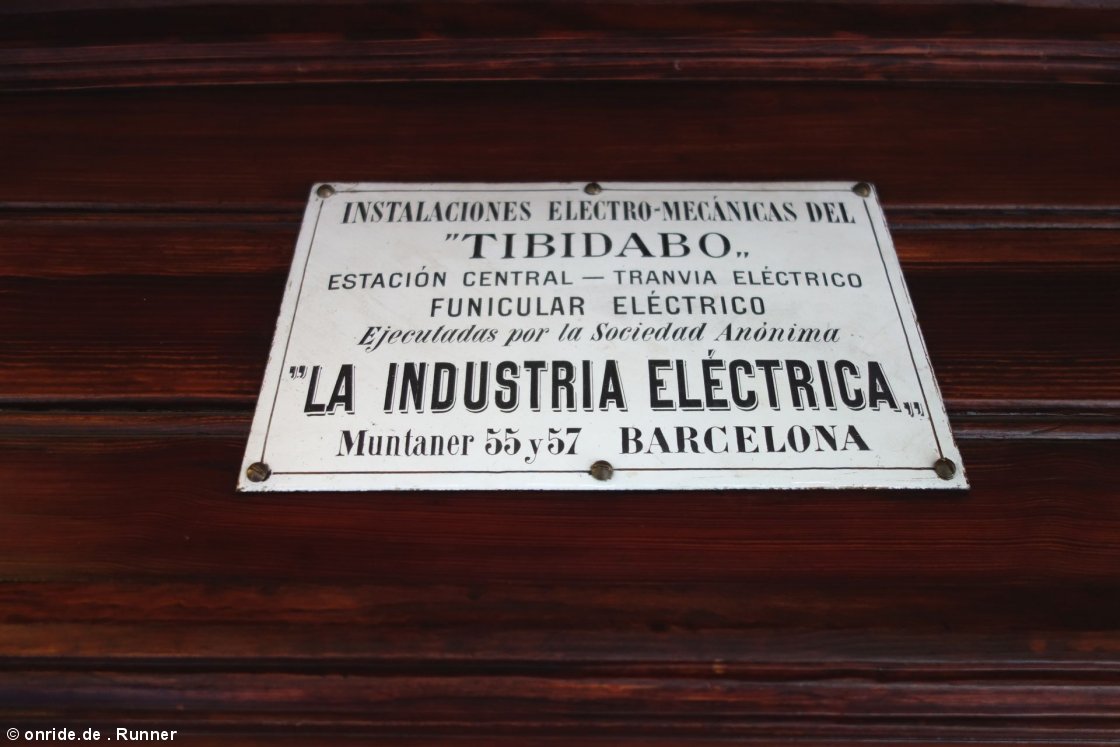 INSTALACIONES ELECTRO-MECÁNICAS DEL
"TIBIDABO„
ESTACIÓN CENTRAL — TRANVIA ELÉCTRICO
FUNICULAR ELÉCTRICO
Ejecutadas por la Sociedad Anónima
"LA INDUSTRIA ELÉCTRICA„
Muntaner 55 y 57 BARCELONA
© onride.de . Runner